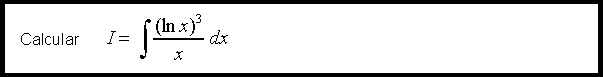 Calcular I = ∫ (ln x)³ / x dx